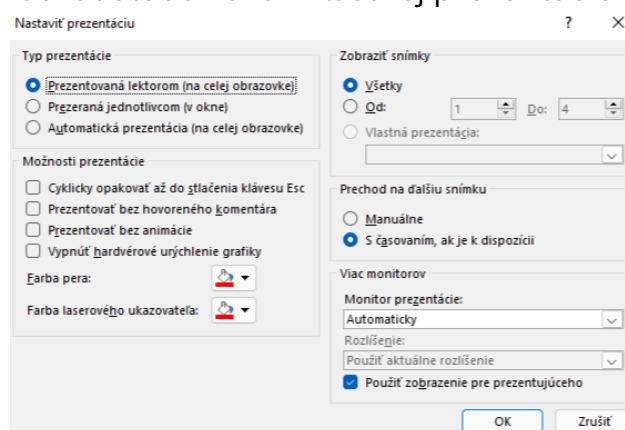 Nastaviť prezentáciu
?
Typ prezentácie
Prezentovaná lektorom (na celej obrazovke)
Prezeraná jednotlivcom (v okne)
Automatická prezentácia (na celej obrazovke)
Možnosti prezentácie
Cyklicky opakovať až do stlačenia klávesu Esc
Prezentovať bez hovoreného komentára
Prezentovať bez animácie
Vypnúť hardvérové urýchlenie grafiky
Farba pera:
Farba laserového ukazovateľa:
Zobraziť snímky
Všetky
Od: 1 Do: 4
Vlastná prezentácia:
Prechod na ďalšiu snímku
Manuálne
S časovaním, ak je k dispozícii
Viac monitorov
Monitor prezentácie:
Automaticky
Rozlíšenie:
Použiť aktuálne rozlíšenie
Použiť zobrazenie pre prezentujúceho
OK Zrušiť